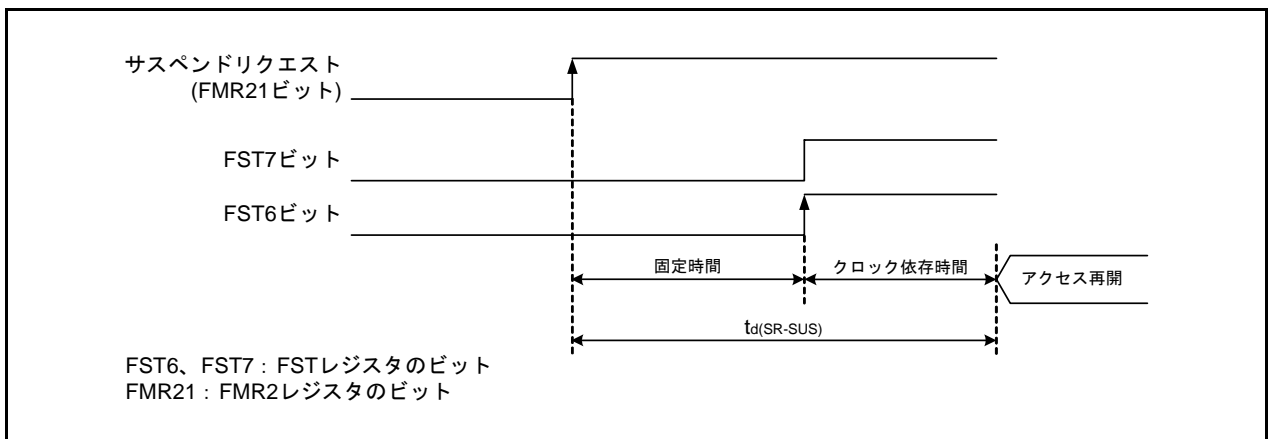 サスペンドリクエスト
(FMR21ビット)
FST7ビット
FST6ビット
固定時間
クロック依存時間
アクセス再開
td(SR-SUS)
FST6、FST7：FSTレジスタのビット
FMR21：FMR2レジスタのビット